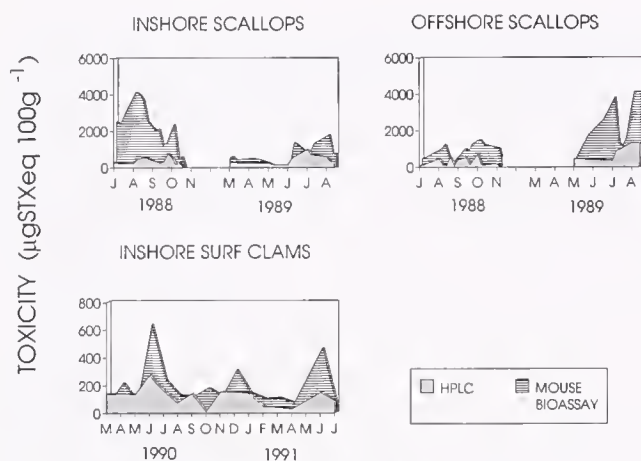 INSHORE SCALLOPS
OFFSHORE SCALLOPS
TOXICITY (µgSTXeq 100g⁻¹)
6000
4000
2000
0
J A S O N D J F M A M J J A
1988 1989
6000
4000
2000
0
J A S O N D J F M A M J J A
1988 1989
INSHORE SURF CLAMS
800
600
400
200
0
M A M J J A S O N D J F M A M J J
1990 1991
HPLC
MOUSE
BIOASSAY